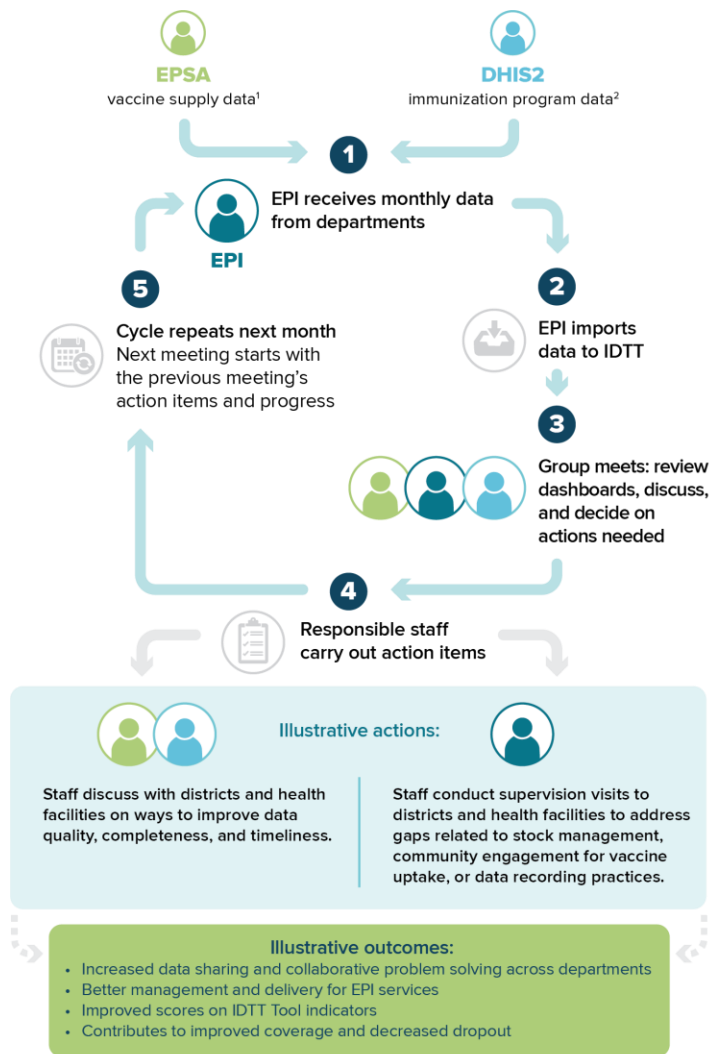 EPSA
vaccine supply data¹
DHIS2
immunization program data²
1
EPI receives monthly data
from departments
EPI
2
EPI imports
data to IDTT
3
Group meets: review
dashboards, discuss,
and decide on
actions needed
4
Responsible staff
carry out action items
5
Cycle repeats next month
Next meeting starts with
the previous meeting’s
action items and progress
Illustrative actions:
Staff discuss with districts and health
facilities on ways to improve data
quality, completeness, and timeliness.
Staff conduct supervision visits to
districts and health facilities to address
gaps related to stock management,
community engagement for vaccine
uptake, or data recording practices.
Illustrative outcomes:
• Increased data sharing and collaborative problem solving across departments
• Better management and delivery for EPI services
• Improved scores on IDTT Tool indicators
• Contributes to improved coverage and decreased dropout